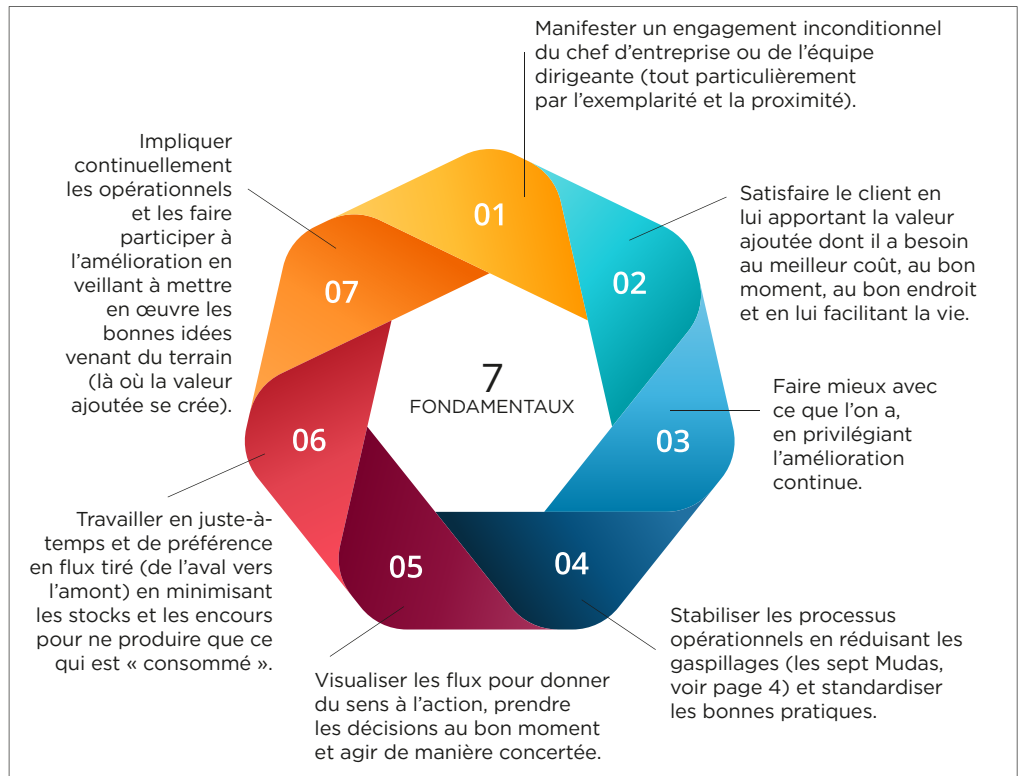 Manifester un engagement inconditionnel
du chef d'entreprise ou de l'équipe
dirigeante (tout particulièrement
par l'exemplarité et la proximité).
01
Satisfaire le client en
lui apportant la valeur
ajoutée dont il a besoin
au meilleur coût, au bon
moment, au bon endroit
et en lui facilitant la vie.
02
Faire mieux avec
ce que l'on a,
en privilégiant
l'amélioration
continue.
03
Stabiliser les processus
opérationnels en réduisant les
gaspillages (les sept Mudas,
voir page 4) et standardiser
les bonnes pratiques.
04
Visualiser les flux pour donner
du sens à l'action, prendre
les décisions au bon moment
et agir de manière concertée.
05
Travailler en juste-à-
temps et de préférence
en flux tiré (de l'aval vers
l'amont) en minimisant
les stocks et les encours
pour ne produire que ce
qui est « consommé ».
06
Impliquer
continuellement
les opérationnels
et les faire
participer à
l'amélioration en
veillant à mettre
en œuvre les
bonnes idées
venant du terrain
(là où la valeur
ajoutée se crée).
07
7
FONDAMENTAUX